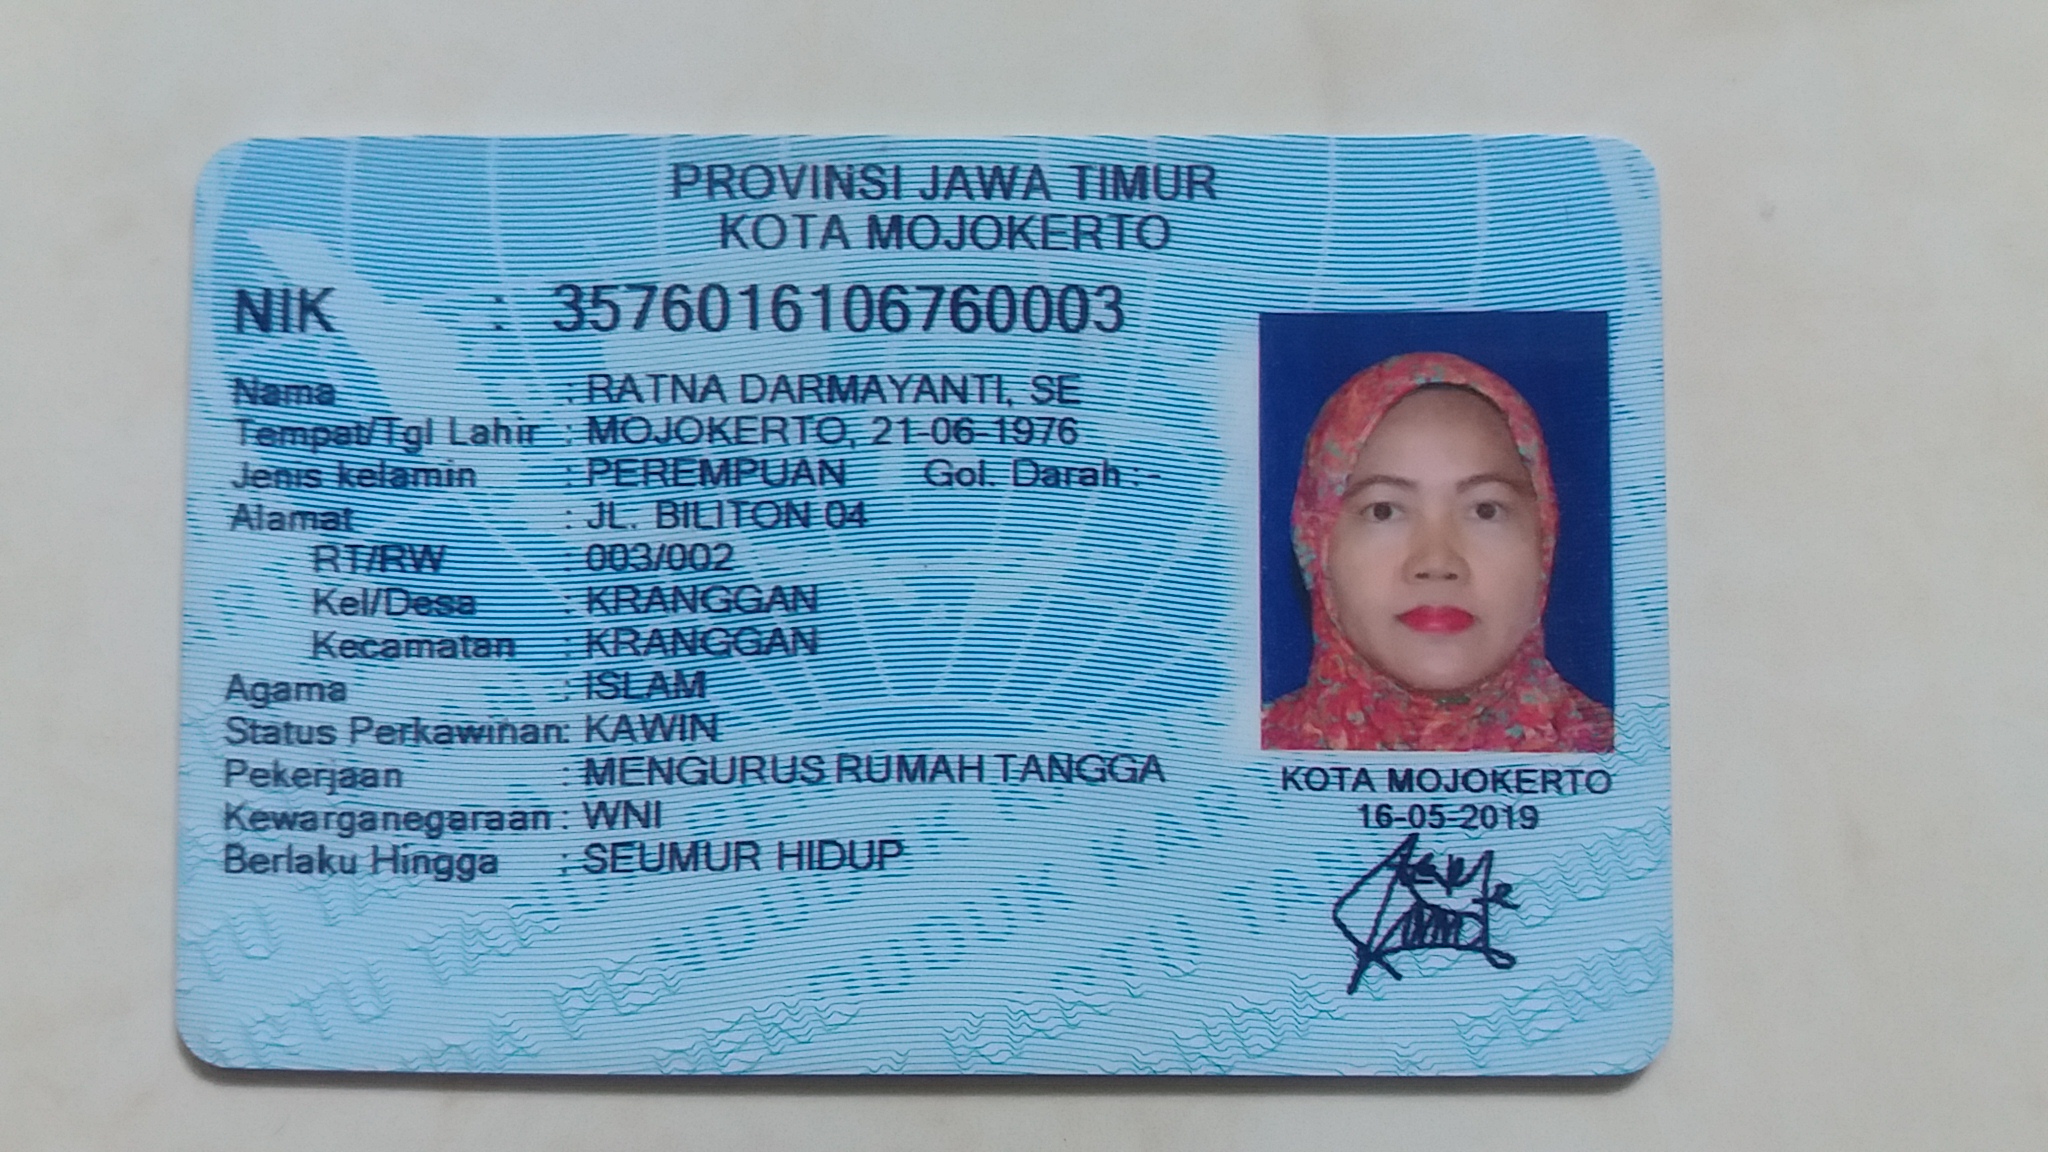 PROVINSI JAWA TIMUR
KOTA MOJOKERTO
NIK : 3576016106760003
Nama : RATNA DARMAYANTI, SE
Tempat/Tgl Lahir : MOJOKERTO, 21-06-1976
Jenis kelamin : PEREMPUAN Gol. Darah : -
Alamat : JL. BILITON 04
RT/RW : 003/002
Kel/Desa : KRANGGAN
Kecamatan : KRANGGAN
Agama : ISLAM
Status Perkawinan: KAWIN
Pekerjaan : MENGURUS RUMAH TANGGA
Kewarganegaraan : WNI
Berlaku Hingga : SEUMUR HIDUP
KOTA MOJOKERTO
16-05-2019